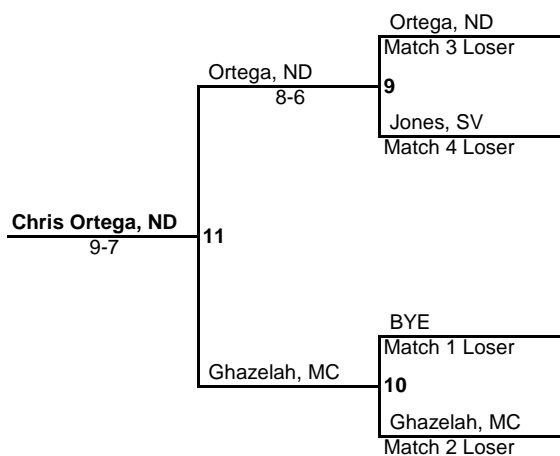 Ortega, ND
Match 3 Loser
Ortega, ND
9
8-6
Jones, SV
Match 4 Loser
Chris Ortega, ND
11
9-7
BYE
Match 1 Loser
Ghazelah, MC
10
Ghazelah, MC
Match 2 Loser